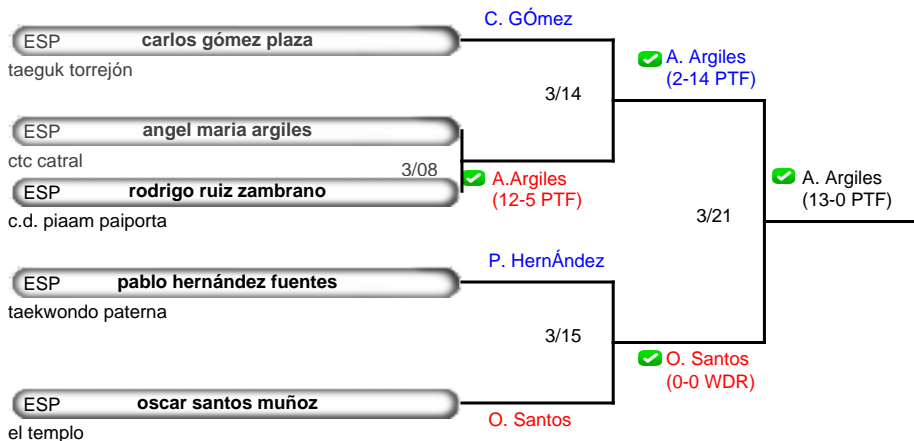 C. GÓmez
ESP carlos gómez plaza
taeguk torrejón
A. Argiles
(2-14 PTF)
3/14
ESP angel maria argiles
ctc catral
3/08
A.Argiles
(12-5 PTF)
ESP rodrigo ruiz zambrano
c.d. piaam paiporta
A. Argiles
(13-0 PTF)
3/21
P. HernÁndez
ESP pablo hernández fuentes
taekwondo paterna
3/15
O. Santos
(0-0 WDR)
ESP oscar santos muñoz
O. Santos
el templo